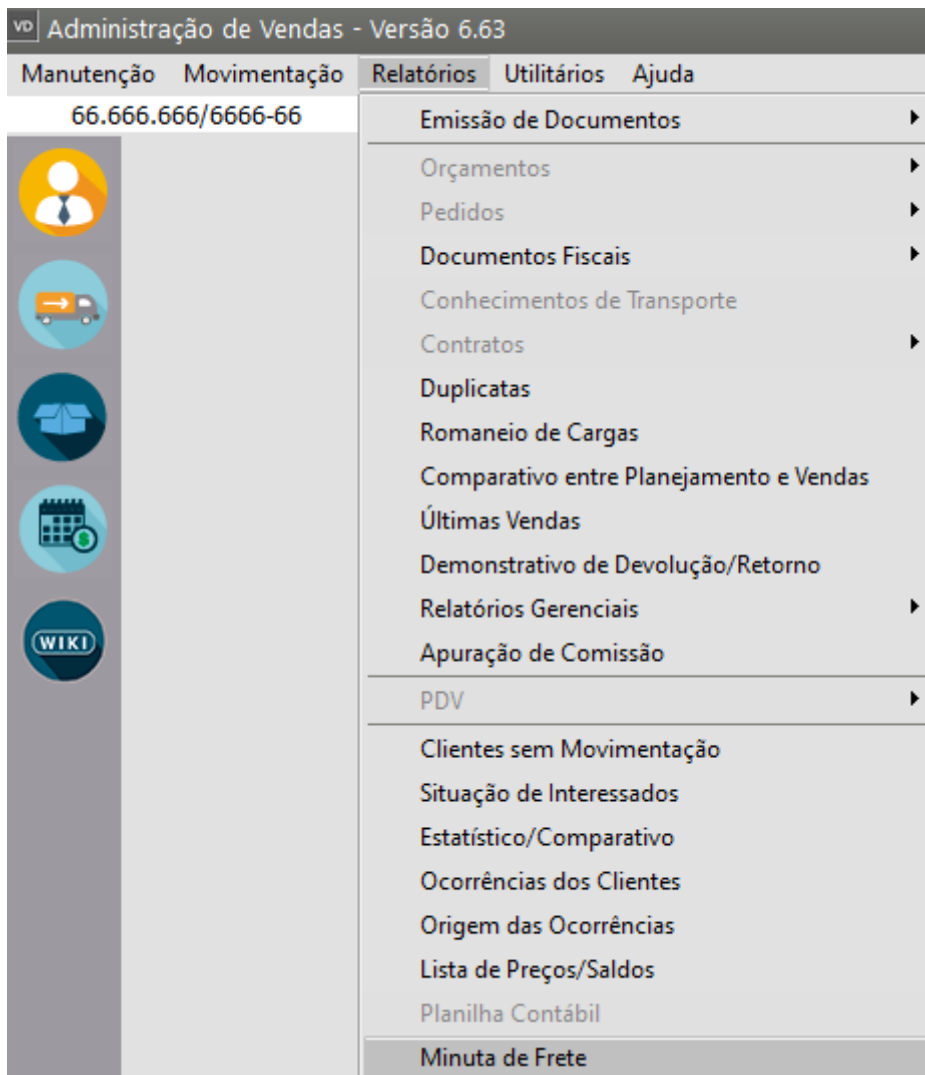 VD Administração de Vendas - Versão 6.63
Manutenção Movimentação Relatórios Utilitários Ajuda
66.666.666/6666-66
Emissão de Documentos
Orçamentos
Pedidos
Documentos Fiscais
Conhecimentos de Transporte
Contratos
Duplicatas
Romaneio de Cargas
Comparativo entre Planejamento e Vendas
Últimas Vendas
Demonstrativo de Devolução/Retorno
Relatórios Gerenciais
WIKI
Apuração de Comissão
PDV
Clientes sem Movimentação
Situação de Interessados
Estatístico/Comparativo
Ocorrências dos Clientes
Origem das Ocorrências
Lista de Preços/Saldos
Planilha Contábil
Minuta de Frete